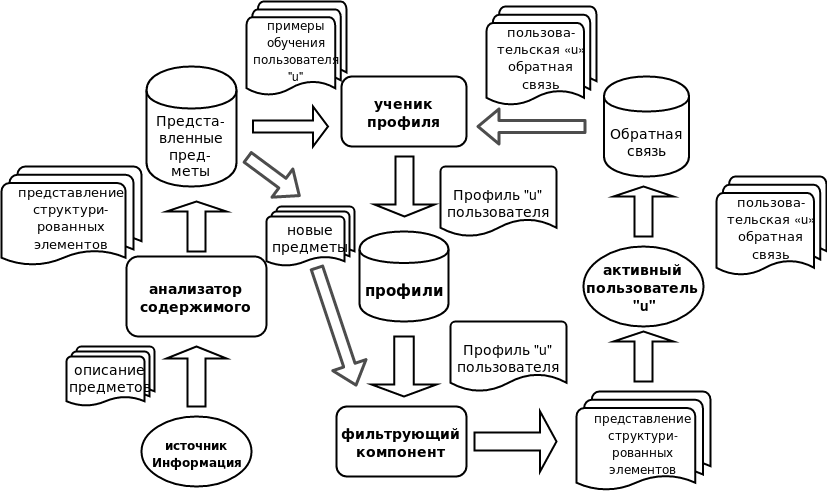 примеры
обучения
пользователя
"u"
пользова-
тельская «u»
обратная
связь
ученик
профиля
Предста-
вленные
пред-
меты
Обратная
связь
представление
структури-
рованных
элементов
Профиль "u"
пользователя
пользова-
тельская «u»
обратная
связь
новые
предметы
анализатор
содержимого
профили
активный
пользователь
"u"
описание
предметов
Профиль "u"
пользователя
источник
Информация
фильтрующий
компонент
представление
структури-
рованных
элементов